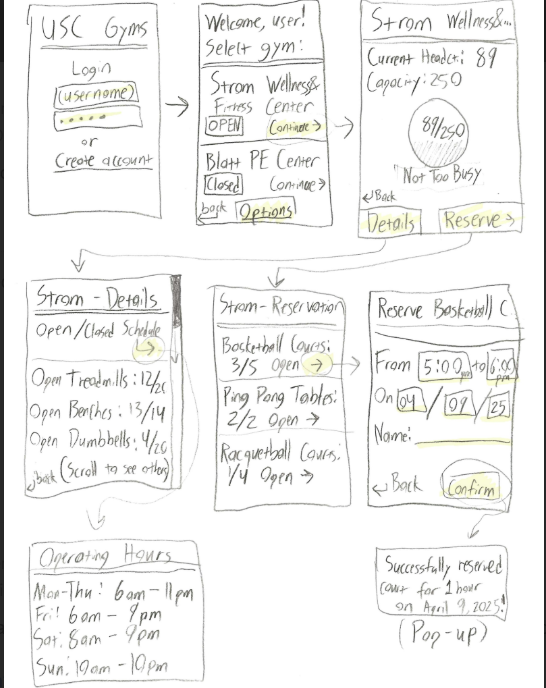 USC Gyms
Login
(username)
.....
or
Create account
Welcome, user!
Select gym:
Strom Wellness&
Fitness Center
OPEN Continue →
Blatt PE Center
Closed Continue →
back Options
Strom Wellness&...
Current Headct: 89
Capacity: 250
89/250
"Not Too Busy
↲Back
Details Reserve →
Strom - Details
Open/Closed Schedule
↳
Open Treadmills: 12/20
Open Benches: 13/14
Open Dumbbells: 4/20
↲back (Scroll to see others)
Strom-Reservation
Basketball Courts:
3/5 Open →
Ping Pong Tables:
2/2 Open →
Racquetball Courts:
1/4 Open →
Reserve Basketball C
From 5:00 pm to 6:00 pm
On 04 / 09 / 25
Name:
↲ Back Confirm
Operating Hours
Mon-Thu: 6am - 11pm
Fri: 6am - 9pm
Sat: 8am - 9pm
Sun: 10am - 10pm
Successfully reserved
court for 1 hour
on April 9, 2025!
(Pop-up)